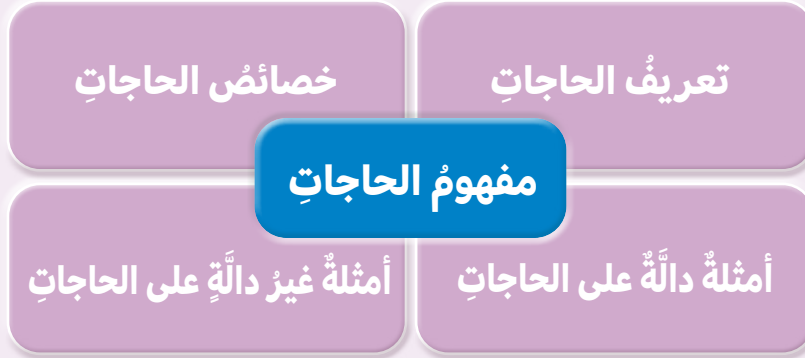 تعريفُ الحاجاتِ
خصائصُ الحاجاتِ
مفهومُ الحاجاتِ
أمثلةٌ دالَّةٌ على الحاجاتِ
أمثلةٌ غيرُ دالَّةٍ على الحاجاتِ